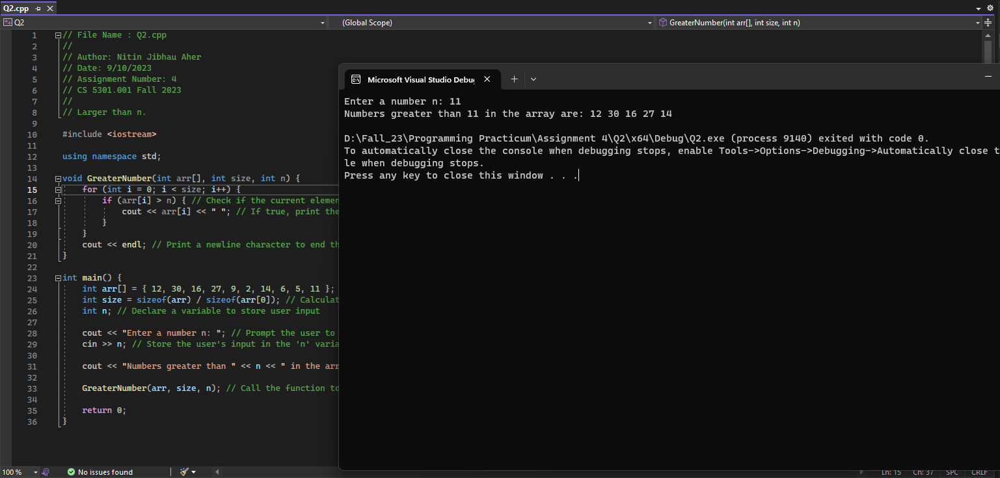 Q2.cpp
Q2
(Global Scope)
GreaterNumber(int arr[], int size, int n)
1 // File Name : Q2.cpp
2 //
3 // Author: Nitin Jibhau Aher
4 // Date: 9/10/2023
5 // Assignment Number: 4
6 // CS 5301.001 Fall 2023
7 //
8 // Larger than n.
9
10 #include <iostream>
11
12 using namespace std;
13
14 void GreaterNumber(int arr[], int size, int n) {
15 for (int i = 0; i < size; i++) {
16 if (arr[i] > n) { // Check if the current elemen
17 cout << arr[i] << " "; // If true, print the
18 }
19 }
20 cout << endl; // Print a newline character to end th
21 }
22
23 int main() {
24 int arr[] = { 12, 30, 16, 27, 9, 2, 14, 6, 5, 11 };
25 int size = sizeof(arr) / sizeof(arr[0]); // Calculat
26 int n; // Declare a variable to store user input
27
28 cout << "Enter a number n: "; // Prompt the user to
29 cin >> n; // Store the user's input in the 'n' varia
30
31 cout << "Numbers greater than " << n << " in the arr
32
33 GreaterNumber(arr, size, n); // Call the function to
34
35 return 0;
36 }
Microsoft Visual Studio Debug
Enter a number n: 11
Numbers greater than 11 in the array are: 12 30 16 27 14
D:\Fall_23\Programming Practicum\Assignment 4\Q2\x64\Debug\Q2.exe (process 9140) exited with code 0.
To automatically close the console when debugging stops, enable Tools->Options->Debugging->Automatically close t
le when debugging stops.
Press any key to close this window . . .
100 %
No issues found
Ln: 15 Ch: 37 SPC CRLF